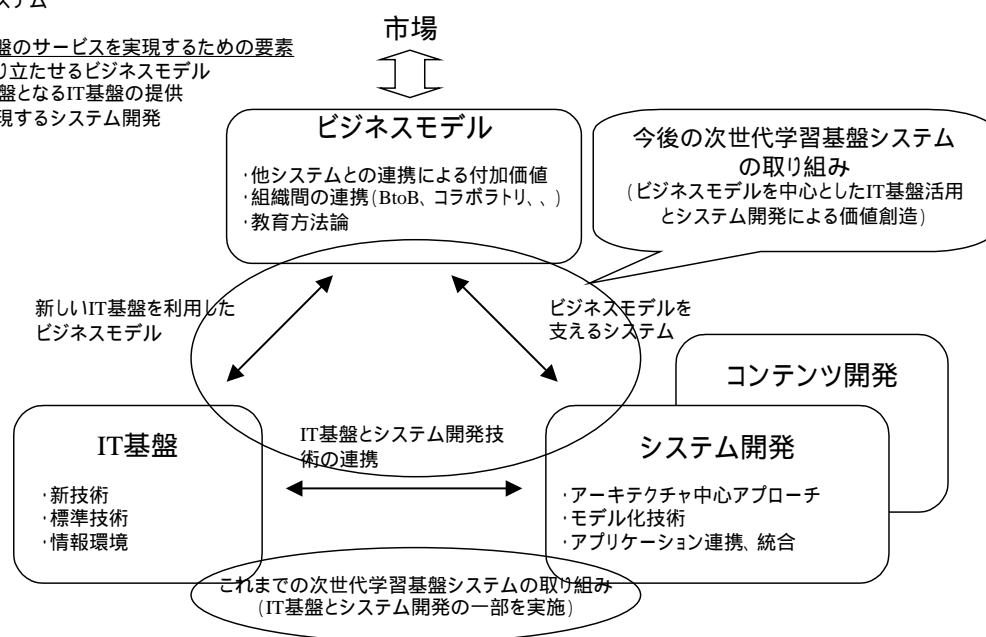 ステム
盤のサービスを実現するための要素
り立たせるビジネスモデル
盤となるIT基盤の提供
現するシステム開発
市場
ビジネスモデル
・他システムとの連携による付加価値
・組織間の連携(BtoB、コラボラトリ、、)
・教育方法論
今後の次世代学習基盤システム
の取り組み
(ビジネスモデルを中心としたIT基盤活用
とシステム開発による価値創造)
新しいIT基盤を利用した
ビジネスモデル
ビジネスモデルを
支えるシステム
コンテンツ開発
IT基盤
・新技術
・標準技術
・情報環境
IT基盤とシステム開発技
術の連携
システム開発
・アーキテクチャ中心アプローチ
・モデル化技術
・アプリケーション連携、統合
これまでの次世代学習基盤システムの取り組み
(IT基盤とシステム開発の一部を実施)